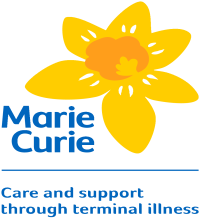 Marie
Curie
Care and support
through terminal illness